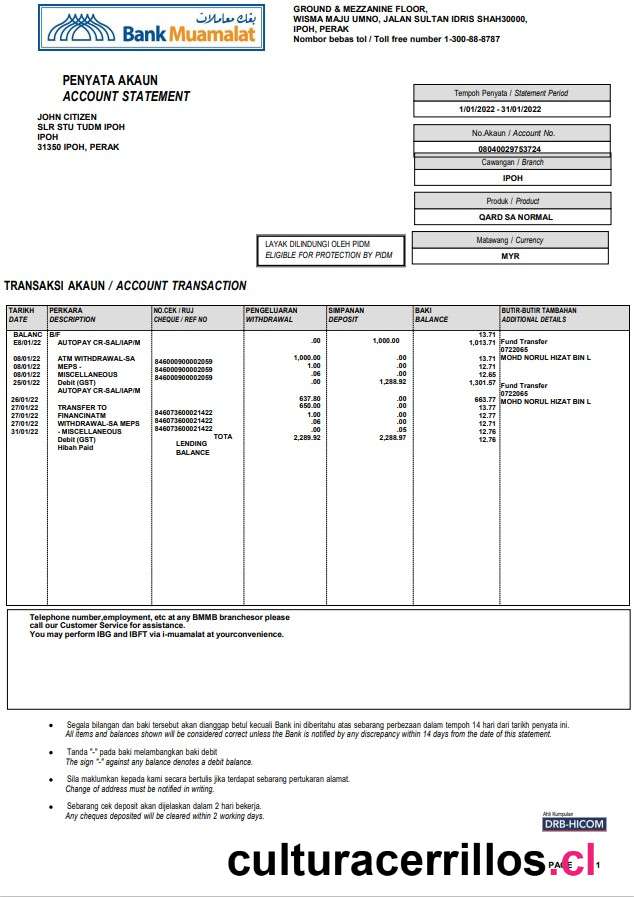 بنك معاملات
Bank Muamalat
GROUND & MEZZANINE FLOOR,
WISMA MAJU UMNO, JALAN SULTAN IDRIS SHAH30000,
IPOH, PERAK
Nombor bebas tol / Toll free number 1-300-88-8787
PENYATA AKAUN
ACCOUNT STATEMENT
JOHN CITIZEN
SLR STU TUDM IPOH
IPOH
31350 IPOH, PERAK
Tempoh Penyata / Statement Period
1/01/2022 - 31/01/2022
No.Akaun / Account No.
08040029753724
Cawangan / Branch
IPOH
Produk / Product
QARD SA NORMAL
Matawang / Currency
MYR
LAYAK DILINDUNGI OLEH PIDM
ELIGIBLE FOR PROTECTION BY PIDM
TRANSAKSI AKAUN / ACCOUNT TRANSACTION
TARIKH PERKARA NO.CEK / RUJ PENGELUARAN SIMPANAN BAKI BUTIR-BUTIR TAMBAHAN
DATE DESCRIPTION CHEQUE / REF NO WITHDRAWAL DEPOSIT BALANCE ADDITIONAL DETAILS
BALANC B/F 13.71
E8/01/22 AUTOPAY CR-SAL/IAP/M .00 1,000.00 1,013.71 Fund Transfer
0722065
08/01/22 ATM WITHDRAWAL-SA 846000900002059 1,000.00 .00 13.71 MOHD NORUL HIZAT BIN L
08/01/22 MEPS - 846000900002059 1.00 .00 12.71
08/01/22 MISCELLANEOUS 846000900002059 .06 .00 12.65
25/01/22 Debit (GST) .00 1,288.92 1,301.57 Fund Transfer
AUTOPAY CR-SAL/IAP/M 0722065
26/01/22 637.80 .00 663.77 MOHD NORUL HIZAT BIN L
27/01/22 TRANSFER TO 650.00 .00 13.77
27/01/22 FINANCINATM 846073600021422 1.00 .00 12.77
27/01/22 WITHDRAWAL-SA MEPS 846073600021422 .06 .00 12.71
31/01/22 - MISCELLANEOUS 846073600021422 .00 .05 12.76
Debit (GST) TOTA 2,289.92 2,288.97 12.76
Hibah Paid LENDING
BALANCE
Telephone number,employment, etc at any BMMB branchesor please
call our Customer Service for assistance.
You may perform IBG and IBFT via i-muamalat at yourconvenience.
• Segala bilangan dan baki tersebut akan dianggap betul kecuali Bank ini diberitahu atas sebarang perbezaan dalam tempoh 14 hari dari tarikh penyata ini.
All items and balances shown will be considered correct unless the Bank is notified by any discrepancy within 14 days from the date of this statement.
• Tanda "-" pada baki melambangkan baki debit
The sign "-" against any balance denotes a debit balance.
• Sila maklumkan kepada kami secara bertulis jika terdapat sebarang pertukaran alamat.
Change of address must be notified in writing.
• Sebarang cek deposit akan dijelaskan dalam 2 hari bekerja.
Any cheques deposited will be cleared within 2 working days.
Ahli Kumpulan
DRB-HICOM
culturacerrillos.cl
PAGE 1